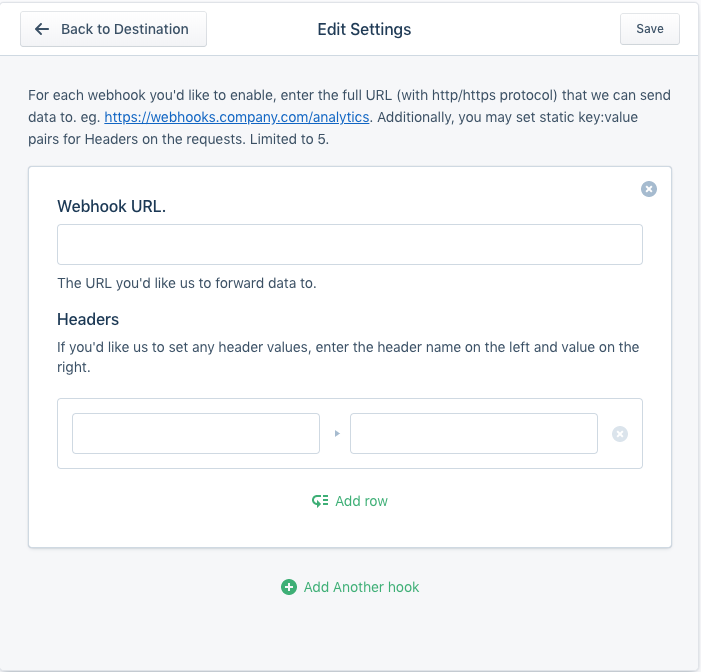 Back to Destination
Edit Settings
Save
For each webhook you'd like to enable, enter the full URL (with http/https protocol) that we can send
data to. eg. https://webhooks.company.com/analytics. Additionally, you may set static key:value
pairs for Headers on the requests. Limited to 5.
Webhook URL.
The URL you'd like us to forward data to.
Headers
If you'd like us to set any header values, enter the header name on the left and value on the
right.
Add row
Add Another hook